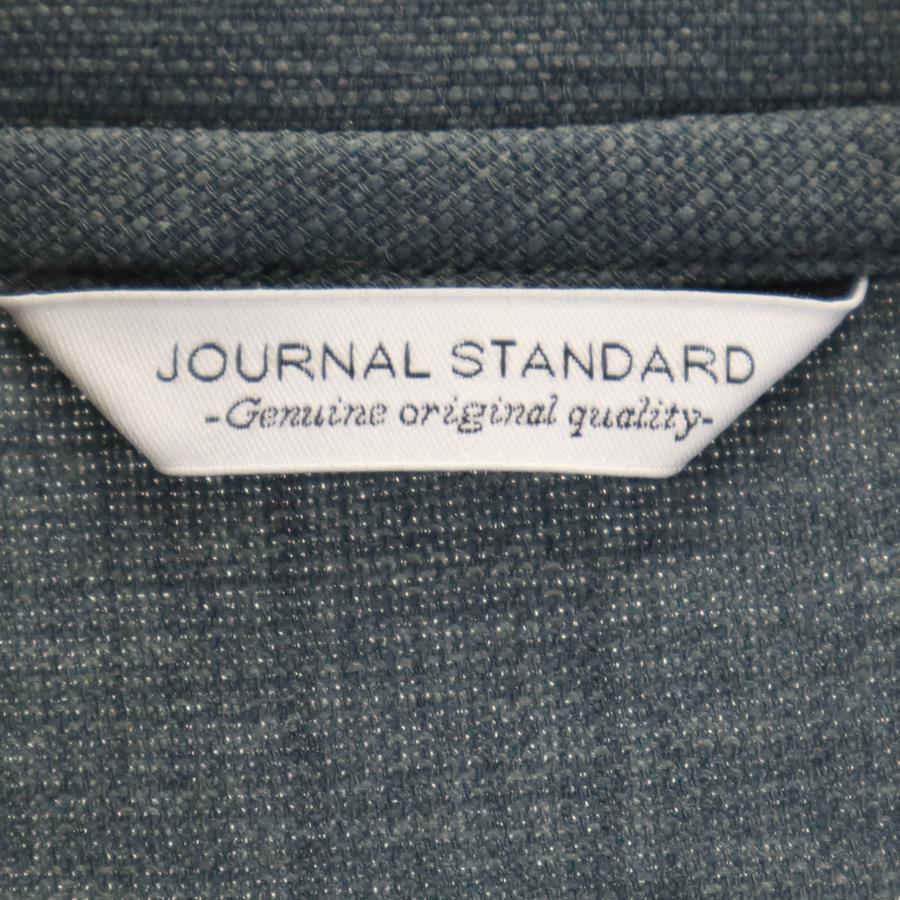 JOURNAL STANDARD
-Genuine original quality-